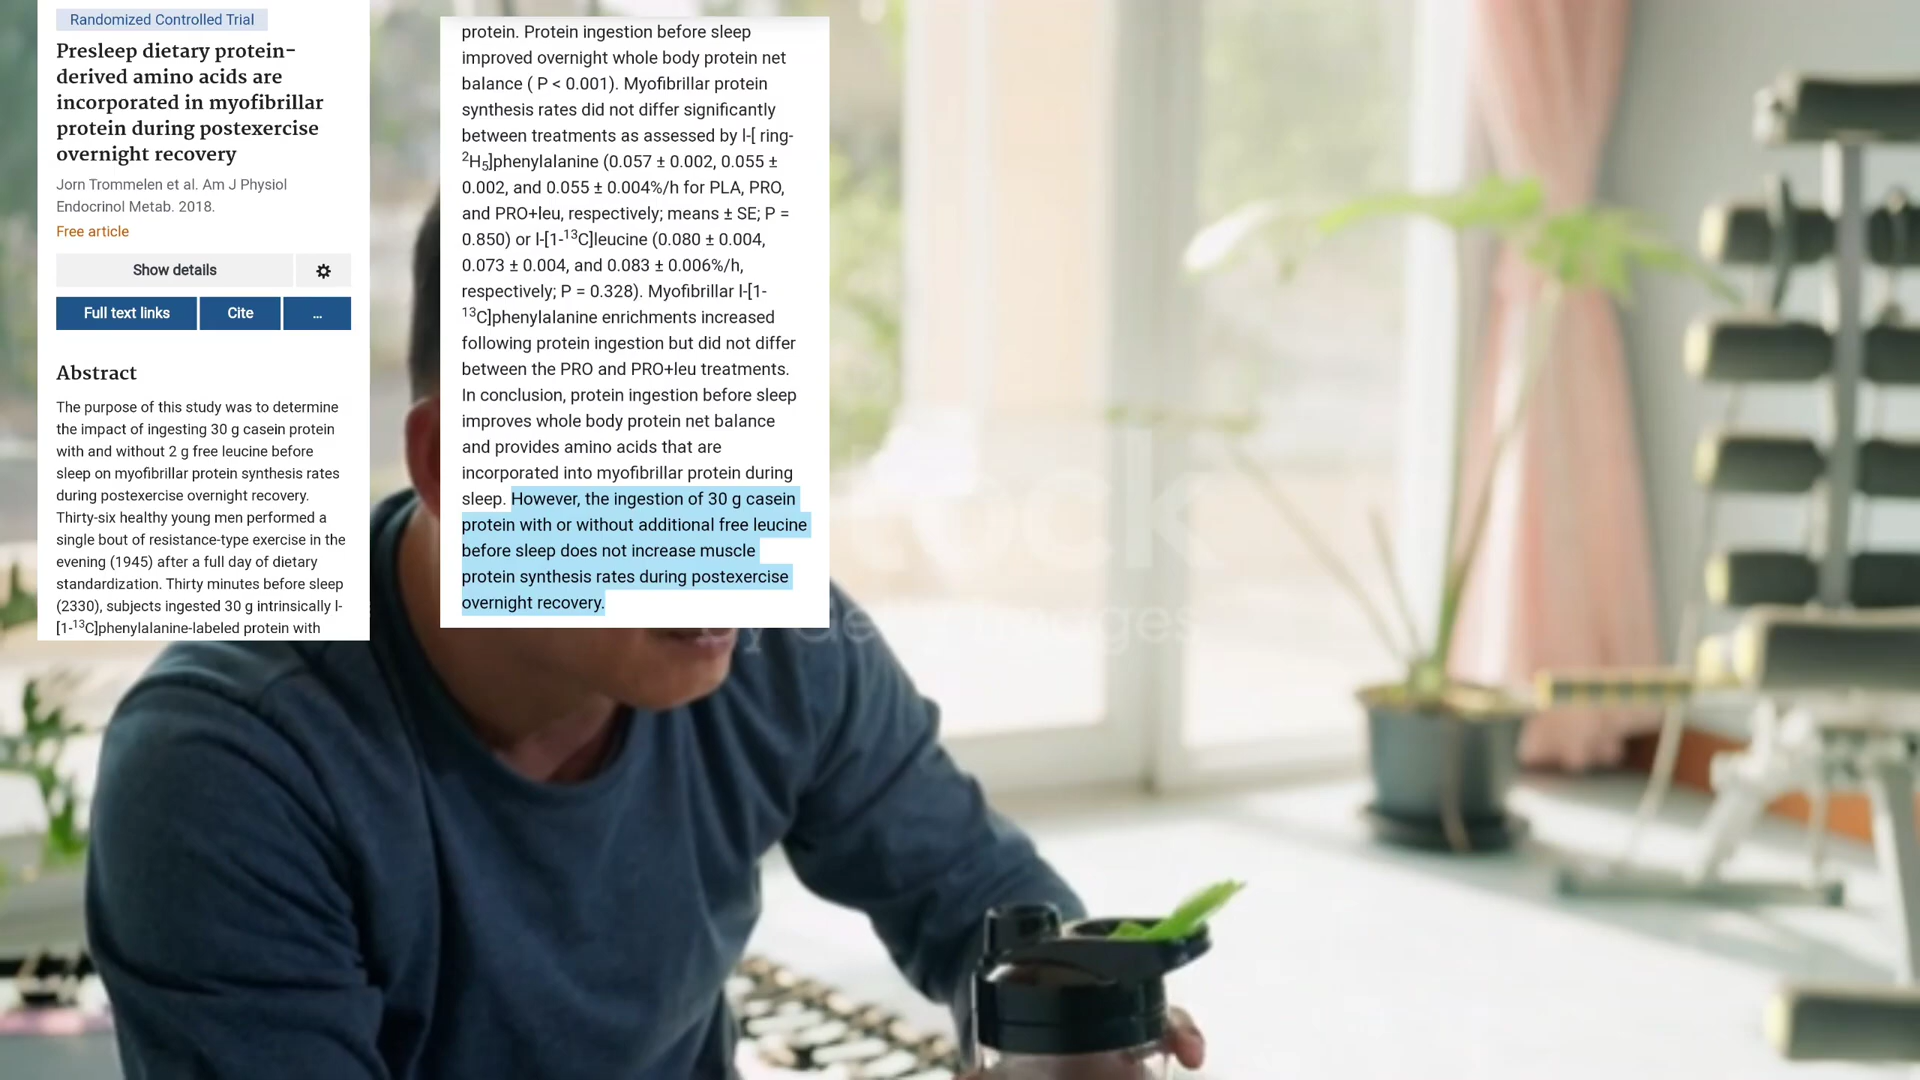 Randomized Controlled Trial
Presleep dietary protein-
derived amino acids are
incorporated in myofibrillar
protein during postexercise
overnight recovery
Jorn Trommelen et al. Am J Physiol
Endocrinol Metab. 2018.
Free article
Show details
Full text links
Cite
...
Abstract
The purpose of this study was to determine
the impact of ingesting 30 g casein protein
with and without 2 g free leucine before
sleep on myofibrillar protein synthesis rates
during postexercise overnight recovery.
Thirty-six healthy young men performed a
single bout of resistance-type exercise in the
evening (1945) after a full day of dietary
standardization. Thirty minutes before sleep
(2330), subjects ingested 30 g intrinsically l-
[1-¹³C]phenylalanine-labeled protein with
protein. Protein ingestion before sleep
improved overnight whole body protein net
balance ( P < 0.001). Myofibrillar protein
synthesis rates did not differ significantly
between treatments as assessed by l-[ ring-
²H₅]phenylalanine (0.057 ± 0.002, 0.055 ±
0.002, and 0.055 ± 0.004%/h for PLA, PRO,
and PRO+leu, respectively; means ± SE; P =
0.850) or l-[1-¹³C]leucine (0.080 ± 0.004,
0.073 ± 0.004, and 0.083 ± 0.006%/h,
respectively; P = 0.328). Myofibrillar l-[1-
¹³C]phenylalanine enrichments increased
following protein ingestion but did not differ
between the PRO and PRO+leu treatments.
In conclusion, protein ingestion before sleep
improves whole body protein net balance
and provides amino acids that are
incorporated into myofibrillar protein during
sleep. However, the ingestion of 30 g casein
protein with or without additional free leucine
before sleep does not increase muscle
protein synthesis rates during postexercise
overnight recovery.